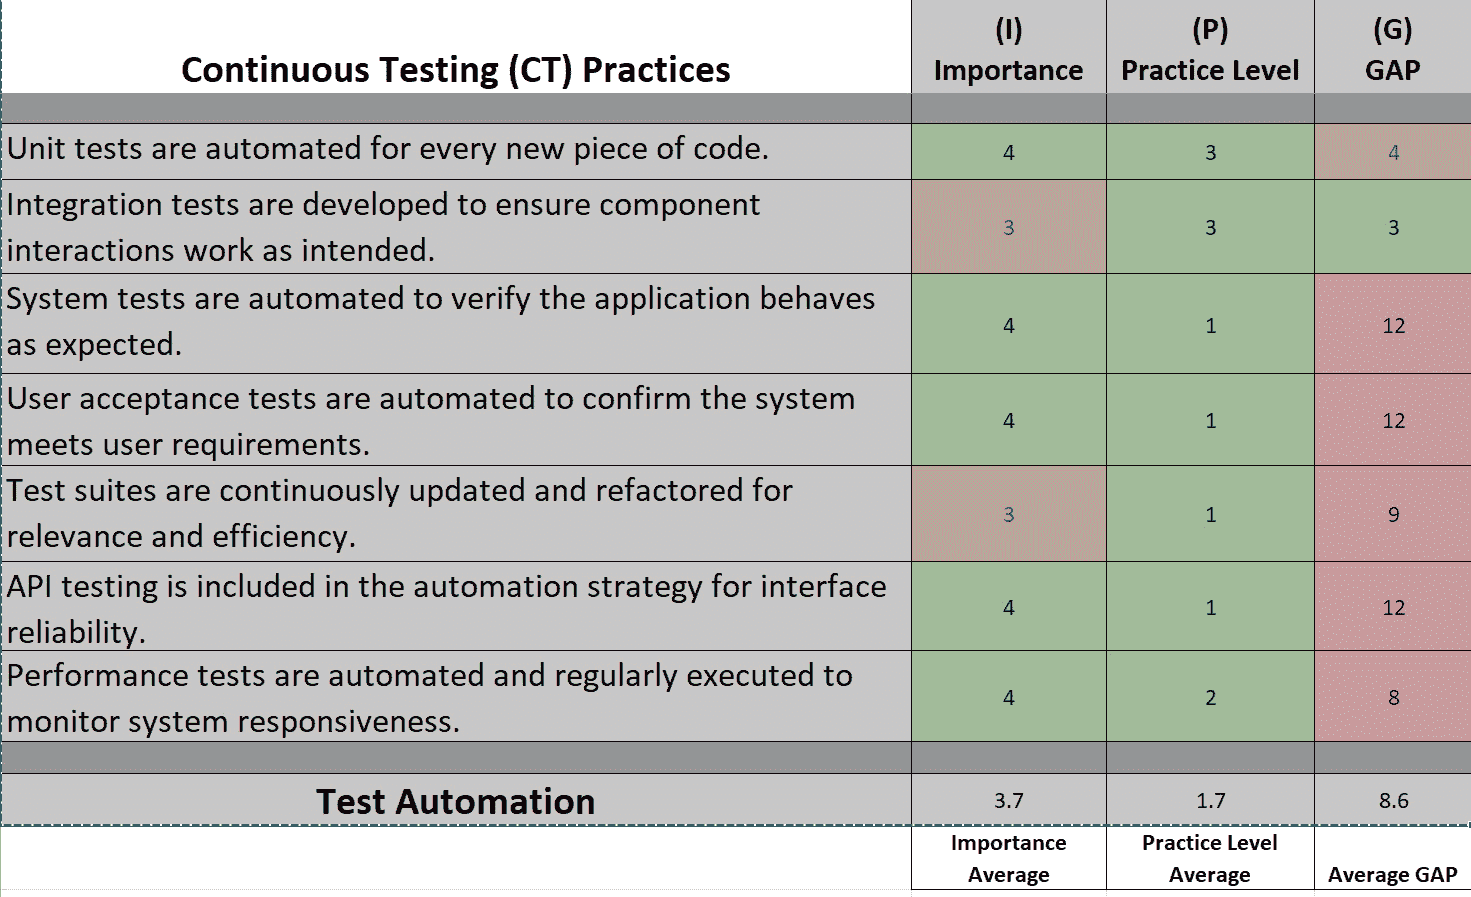 Continuous Testing (CT) Practices
(I)
Importance
(P)
Practice Level
(G)
GAP
Unit tests are automated for every new piece of code.
4
3
4
Integration tests are developed to ensure component
interactions work as intended.
3
3
3
System tests are automated to verify the application behaves
as expected.
4
1
12
User acceptance tests are automated to confirm the system
meets user requirements.
4
1
12
Test suites are continuously updated and refactored for
relevance and efficiency.
3
1
9
API testing is included in the automation strategy for interface
reliability.
4
1
12
Performance tests are automated and regularly executed to
monitor system responsiveness.
4
2
8
Test Automation
3.7
1.7
8.6
Importance
Average
Practice Level
Average
Average GAP